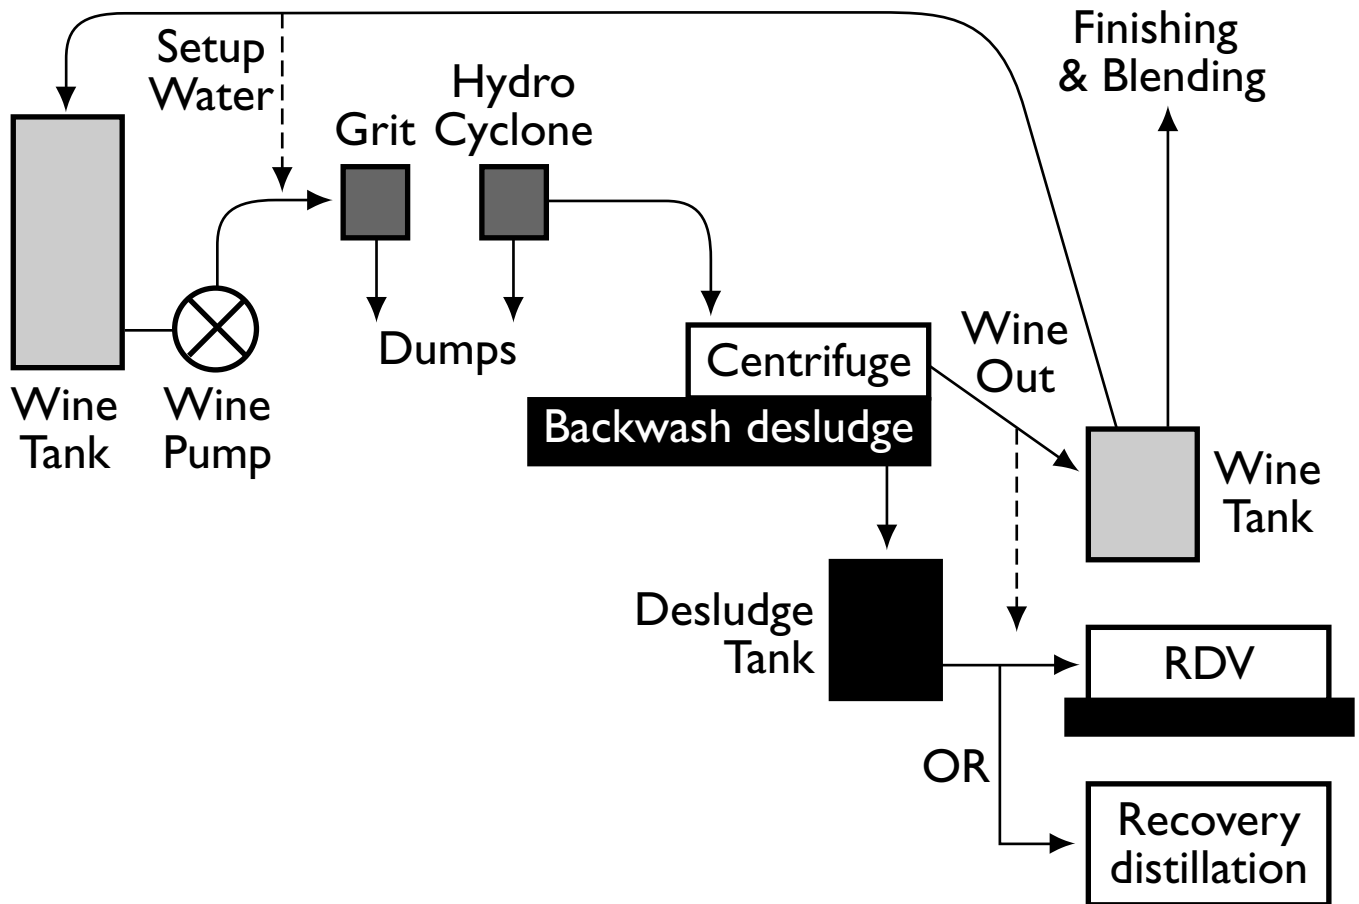 Finishing
& Blending
Setup
Water
Hydro
Cyclone
Grit
Dumps
Wine
Tank
Wine
Pump
Centrifuge
Backwash desludge
Wine
Out
Wine
Tank
Desludge
Tank
RDV
OR
Recovery
distillation